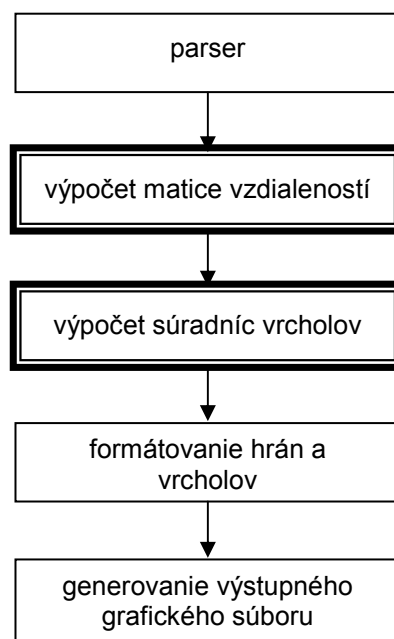 parser
výpočet matice vzdialeností
výpočet súradníc vrcholov
formátovanie hrán a
vrcholov
generovanie výstupného
grafického súboru